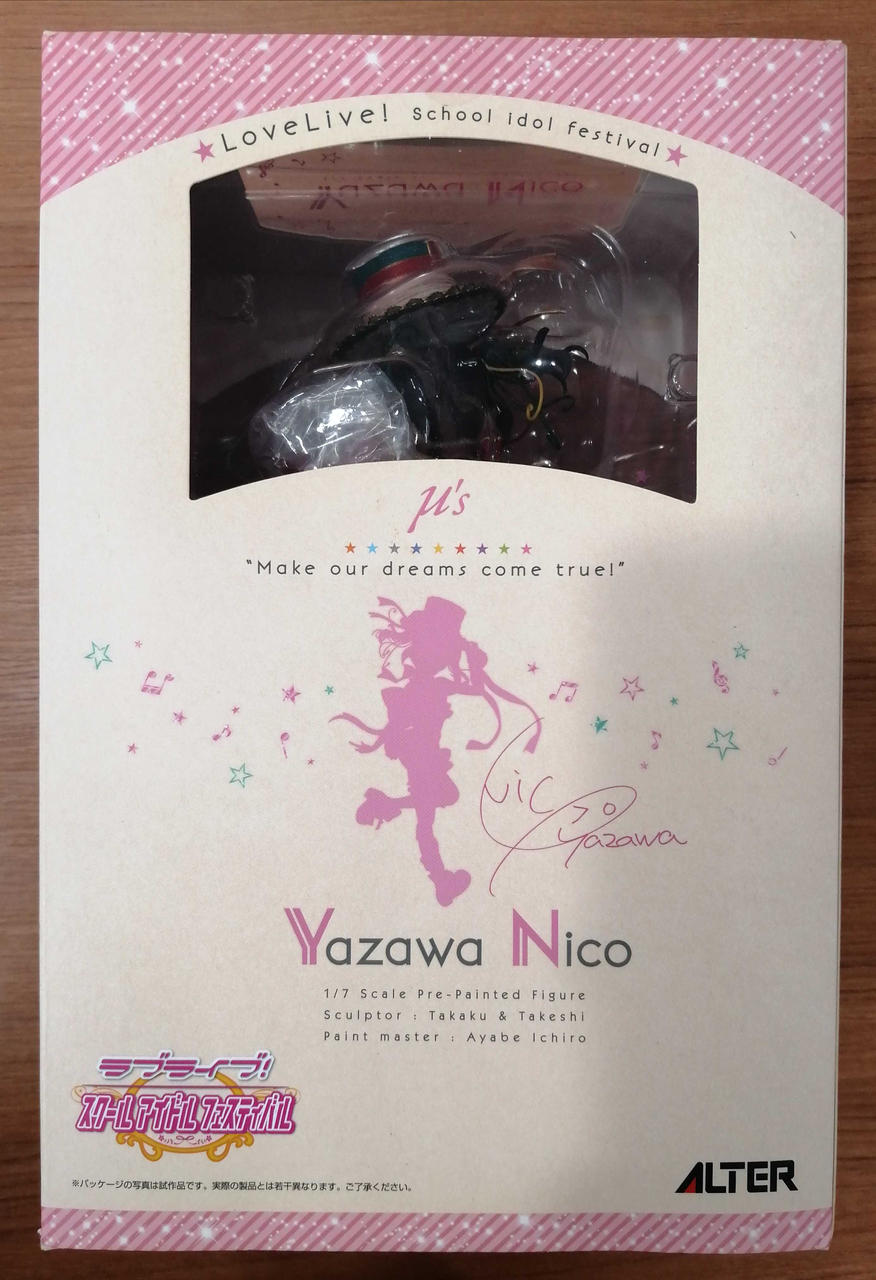 ★LoveLive! School idol festival★
Yazawa Nico
μ's
"Make our dreams come true!"
Nico
Yazawa
Yazawa Nico
1/7 Scale Pre-Painted Figure
Sculptor : Takaku & Takeshi
Paint master : Ayabe Ichiro
ラブライブ!
スクールアイドルフェスティバル
※パッケージの写真は試作品です。実際の製品とは若干異なります。ご了承ください。
ALTER